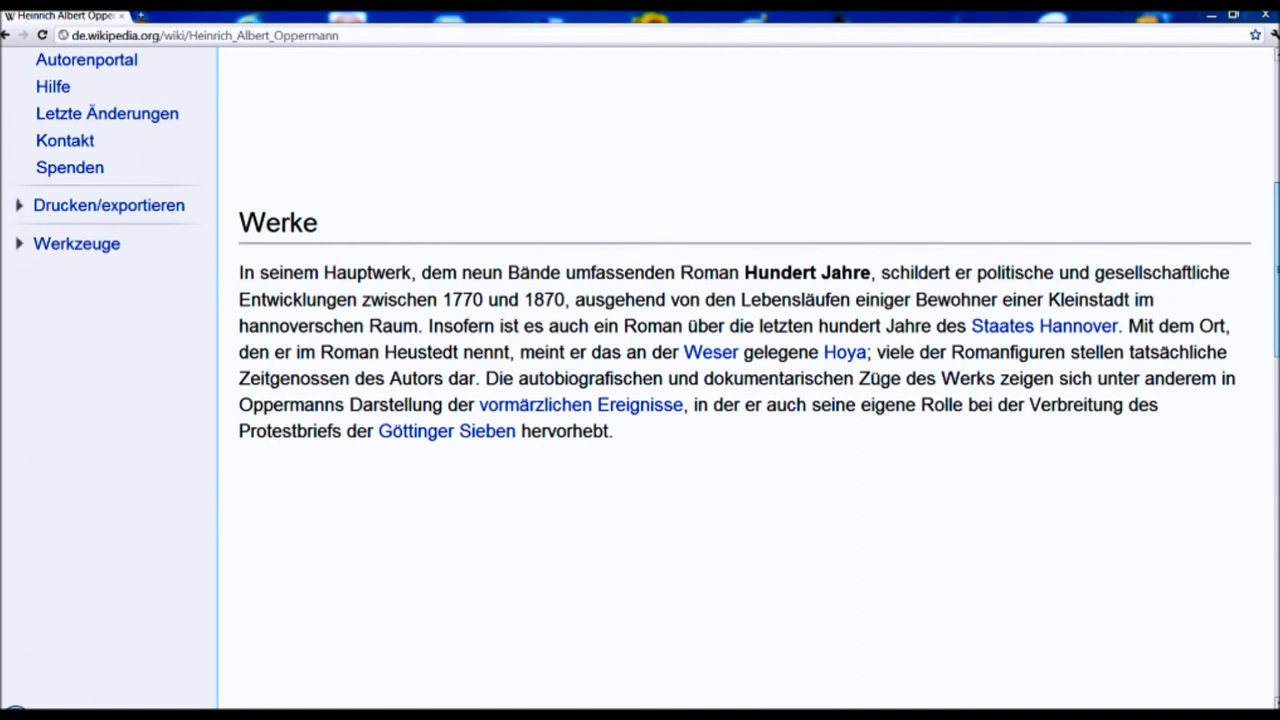 Heinrich Albert Opper
de.wikipedia.org/wiki/Heinrich_Albert_Oppermann
Autorenportal
Hilfe
Letzte Änderungen
Kontakt
Spenden
Drucken/exportieren
Werkzeuge
Werke
In seinem Hauptwerk, dem neun Bände umfassenden Roman Hundert Jahre, schildert er politische und gesellschaftliche
Entwicklungen zwischen 1770 und 1870, ausgehend von den Lebensläufen einiger Bewohner einer Kleinstadt im
hannoverschen Raum. Insofern ist es auch ein Roman über die letzten hundert Jahre des Staates Hannover. Mit dem Ort,
den er im Roman Heustedt nennt, meint er das an der Weser gelegene Hoya; viele der Romanfiguren stellen tatsächliche
Zeitgenossen des Autors dar. Die autobiografischen und dokumentarischen Züge des Werks zeigen sich unter anderem in
Oppermanns Darstellung der vormärzlichen Ereignisse, in der er auch seine eigene Rolle bei der Verbreitung des
Protestbriefs der Göttinger Sieben hervorhebt.